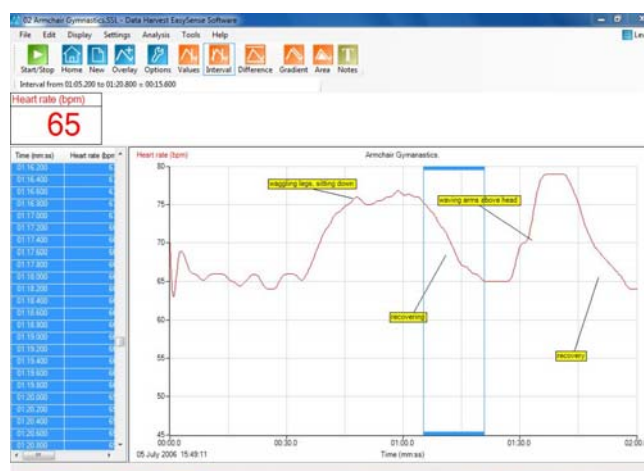 02 Armchair Gymnastics.SSL - Data Harvest EasySense Software
File Edit Display Settings Analysis Tools Help
Start/Stop Home New Overlay Options Values Interval Difference Gradient Area Notes
Interval from 01:05.200 to 01:20.800 = 00:15.600
Heart rate (bpm)
65
Time (mm:ss) Heart rate (bpm
01:16.200
01:16.400
01:16.600
01:16.800
01:17.000
01:17.200
01:17.400
01:17.600
01:17.800
01:18.000
01:18.200
01:18.400
01:18.600
01:18.800
01:19.000
01:19.200
01:19.400
01:19.600
01:19.800
01:20.000
01:20.200
01:20.400
01:20.600
01:20.800
Heart rate (bpm)
Armchair Gymanastics.
80
waggling legs, sitting down
75
waving arms above head
70
65
recovering
60
recovery
55
50
45
00:00.0 00:30.0 01:00.0 01:30.0 02:00.
05 July 2006 15:49:11
Time (mm:ss)